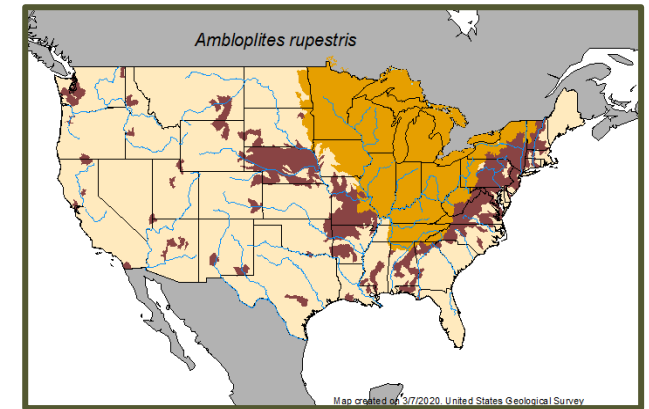 Ambloplites rupestris
Map created on 3/7/2020. United States Geological Survey